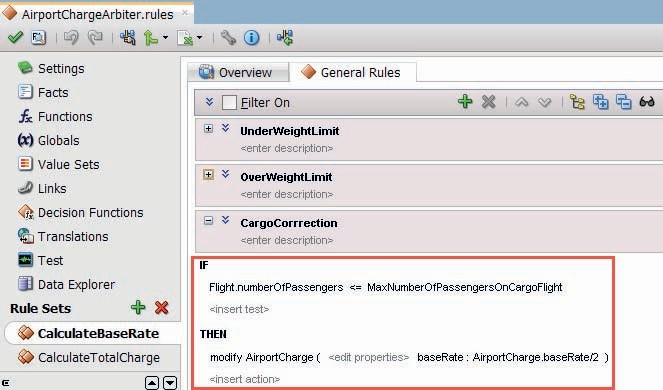 AirportChargeArbiter.rules
Settings
Facts
Functions
Globals
Value Sets
Links
Decision Functions
Translations
Test
Data Explorer
Rule Sets
CalculateBaseRate
CalculateTotalCharge
Overview
General Rules
Filter On
UnderWeightLimit
<enter description>
OverWeightLimit
<enter description>
CargoCorrrection
<enter description>
IF
Flight.numberOfPassengers <= MaxNumberOfPassengersOnCargoFlight
<insert test>
THEN
modify AirportCharge ( <edit properties> baseRate : AirportCharge.baseRate/2 )
<insert action>